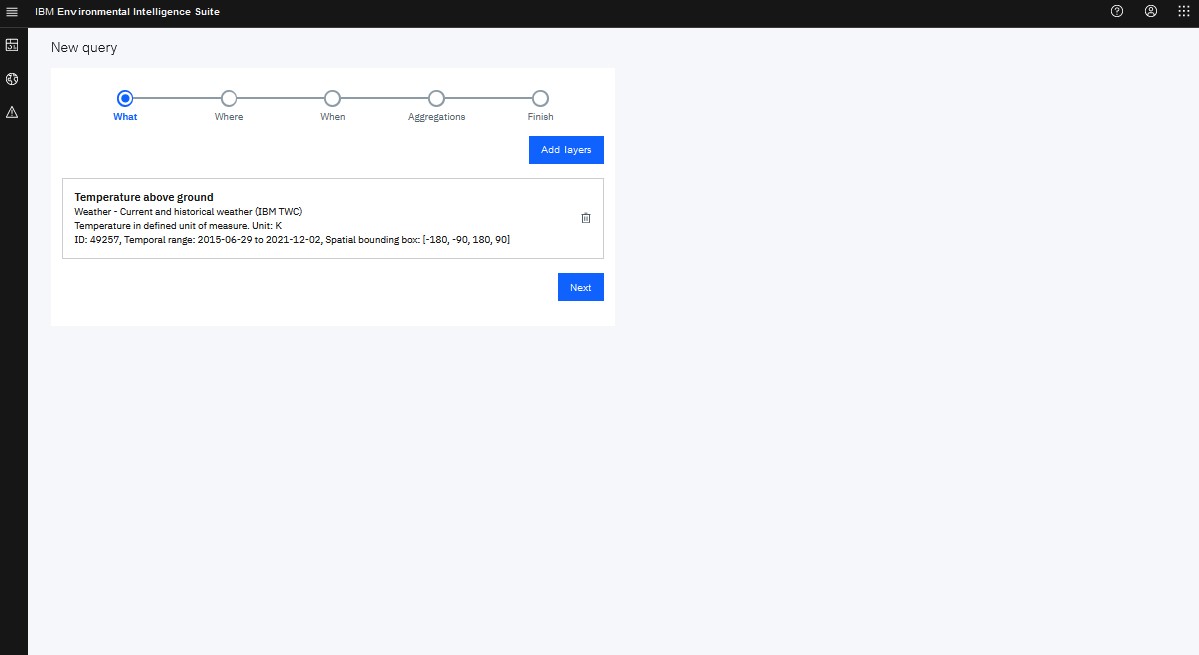 IBM Environmental Intelligence Suite
New query
What
Where
When
Aggregations
Finish
Add layers
Temperature above ground
Weather - Current and historical weather (IBM TWC)
Temperature in defined unit of measure. Unit: K
ID: 49257, Temporal range: 2015-06-29 to 2021-12-02, Spatial bounding box: [-180, -90, 180, 90]
Next